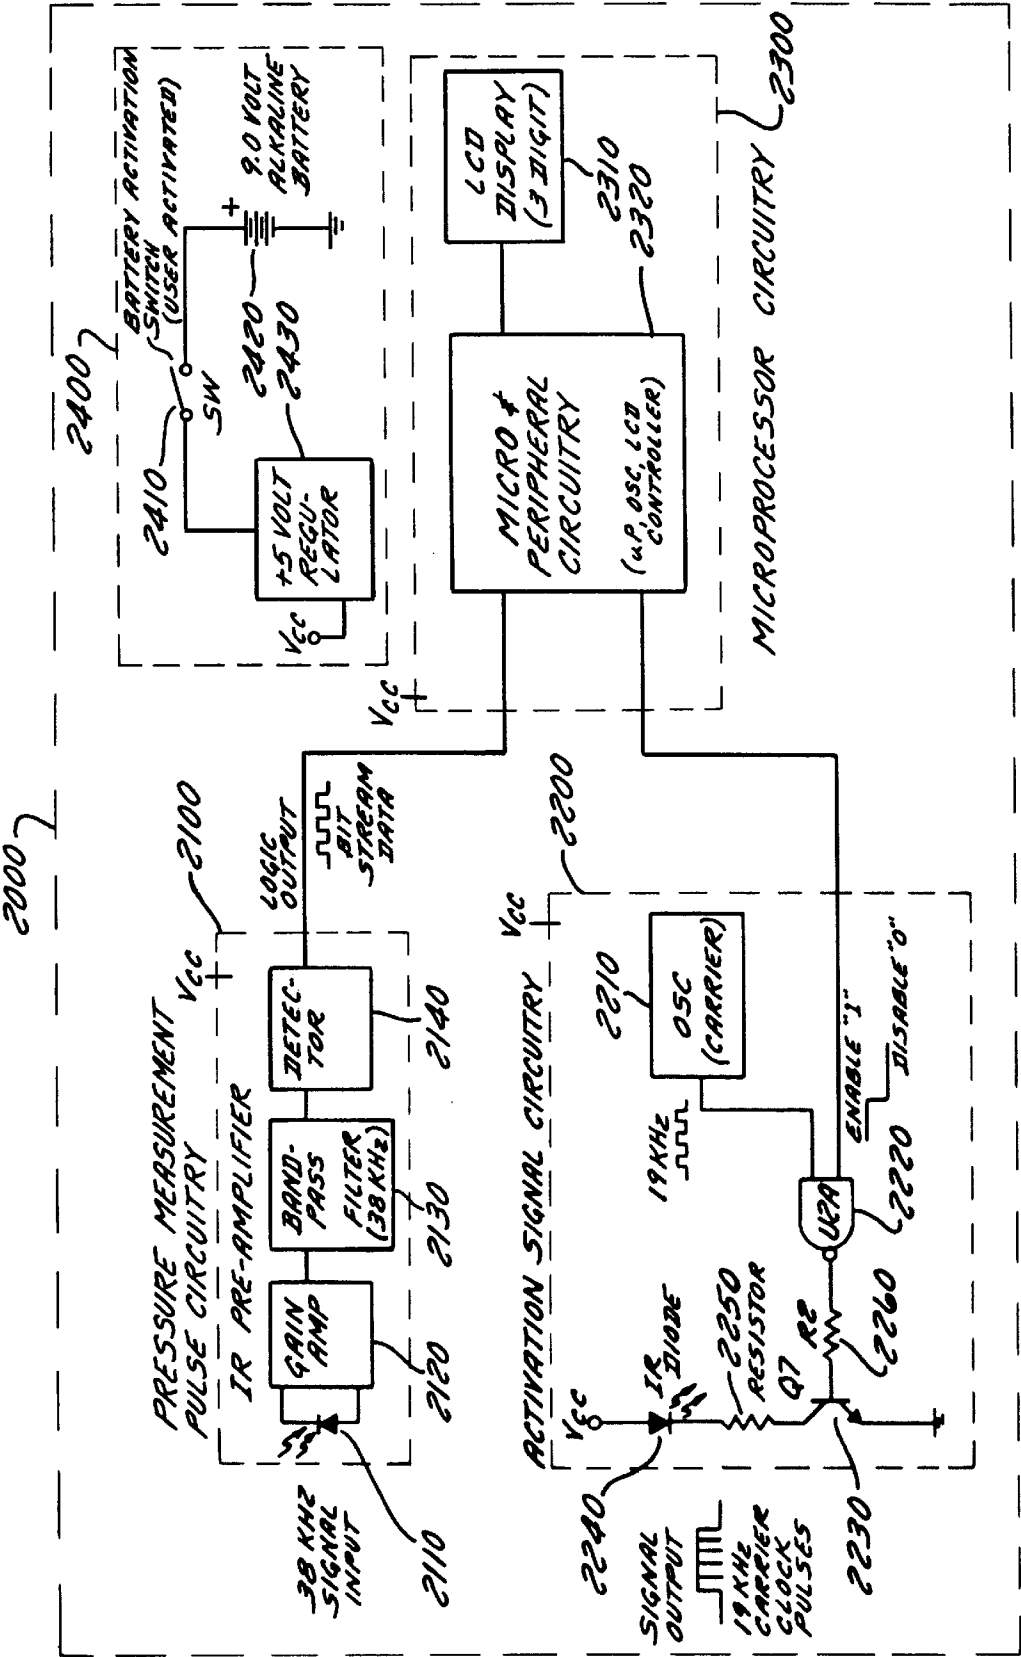 2000
PRESSURE MEASUREMENT
PULSE CIRCUITRY
2100
VCC
IR PRE-AMPLIFIER
38 KHZ
SIGNAL
INPUT
2110
GAIN
AMP
2120
BAND-
PASS
FILTER
(38 KHz)
2130
DETEC-
TOR
2140
LOGIC
OUTPUT
BIT
STREAM
DATA
2400
BATTERY ACTIVATION
SWITCH
(USER ACTIVATED)
2410
SW
+5 VOLT
REGU-
LATOR
2430
VCC
2420
+
9.0 VOLT
ALKALINE
BATTERY
VCC
MICRO &
PERIPHERAL
CIRCUITRY
(uP, OSC, LCD
CONTROLLER)
LCD
DISPLAY
(3 DIGIT)
2310
2320
MICROPROCESSOR CIRCUITRY
2300
ACTIVATION SIGNAL CIRCUITRY
VCC
2200
2210
OSC
(CARRIER)
19 KHZ
ENABLE "1"
DISABLE "0"
U2A
2220
R2
2260
VCC
IR
DIODE
2250
RESISTOR
Q7
2240
2230
SIGNAL
OUTPUT
19 KHz
CARRIER
CLOCK
PULSES